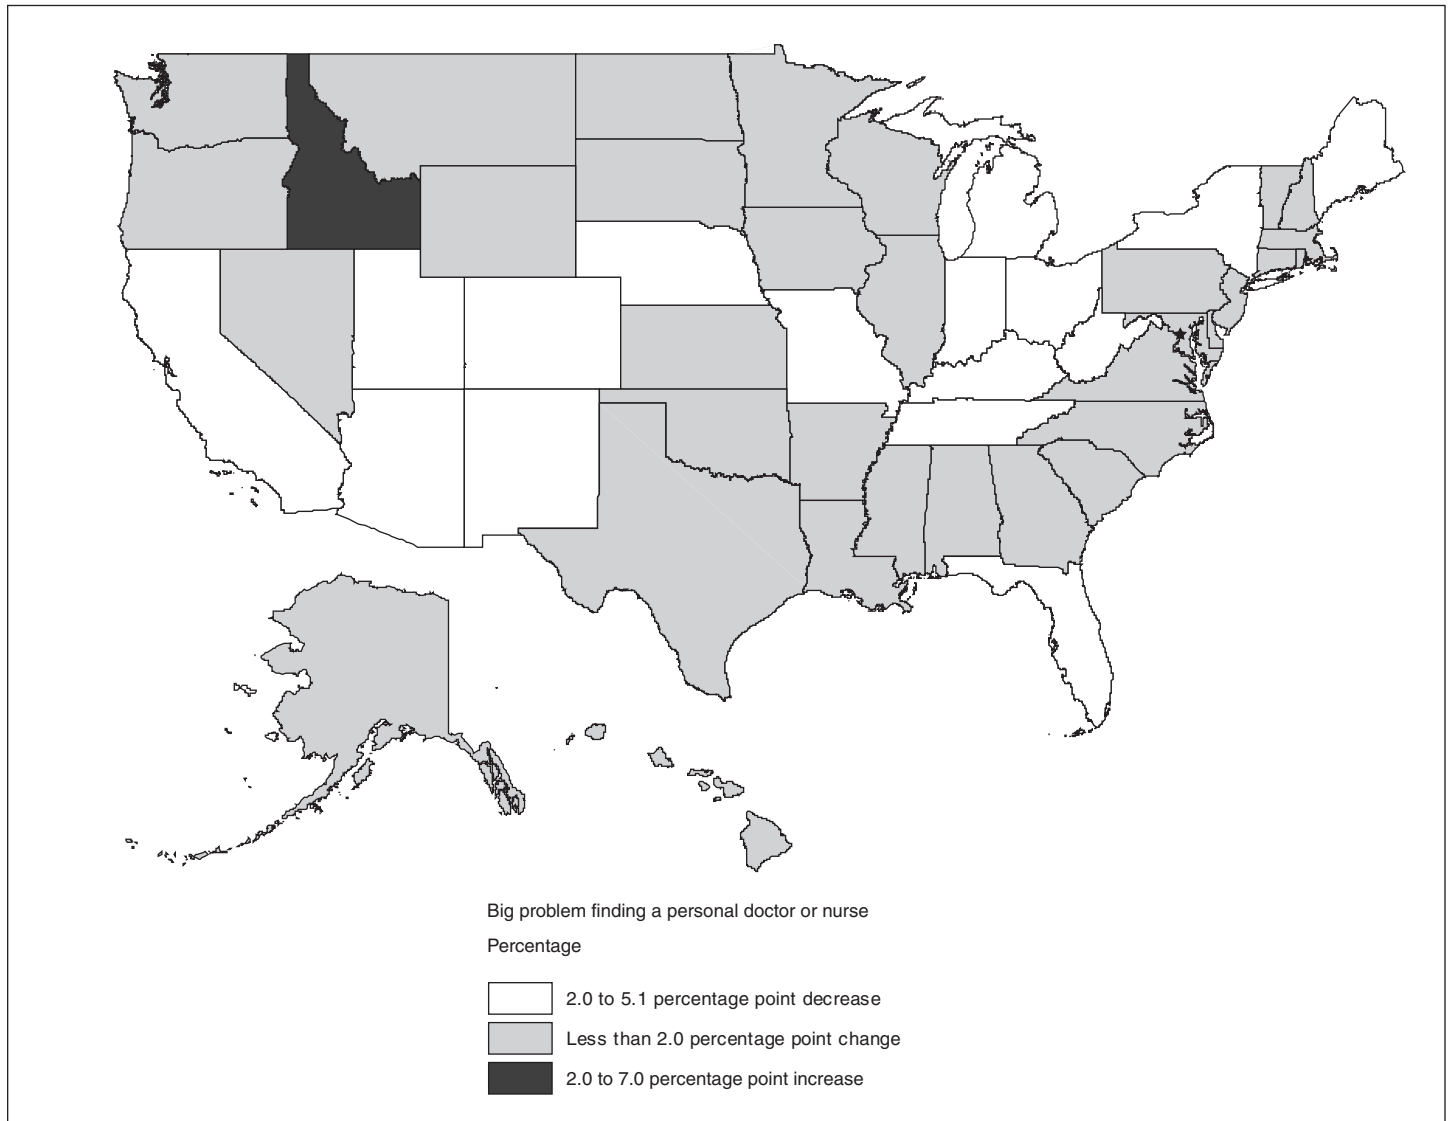 Big problem finding a personal doctor or nurse
Percentage
2.0 to 5.1 percentage point decrease
Less than 2.0 percentage point change
2.0 to 7.0 percentage point increase